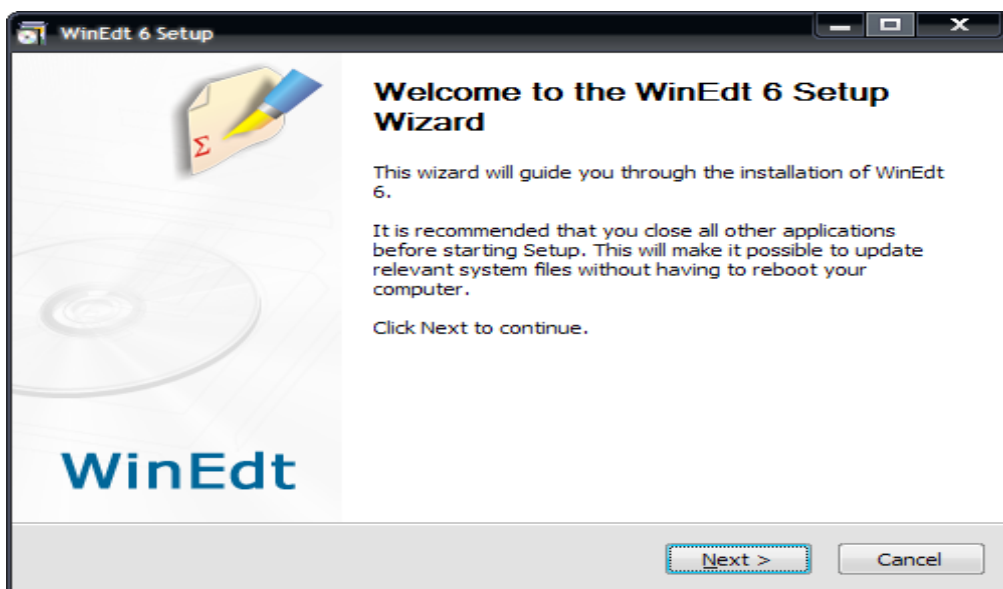 WinEdt 6 Setup
Σ
Welcome to the WinEdt 6 Setup
Wizard
This wizard will guide you through the installation of WinEdt
6.
It is recommended that you close all other applications
before starting Setup. This will make it possible to update
relevant system files without having to reboot your
computer.
Click Next to continue.
WinEdt
Next >
Cancel